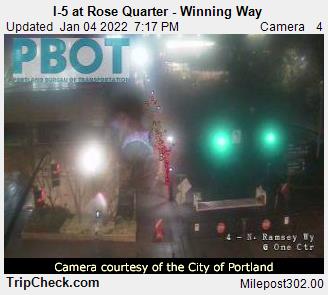 I-5 at Rose Quarter - Winning Way
Updated Jan 04 2022 7:17 PM Camera 4
PBOT
PORTLAND BUREAU OF TRANSPORTATION
4 - N. Ramsey Wy
@ One Ctr
Camera courtesy of the City of Portland
TripCheck.com Milepost302.00